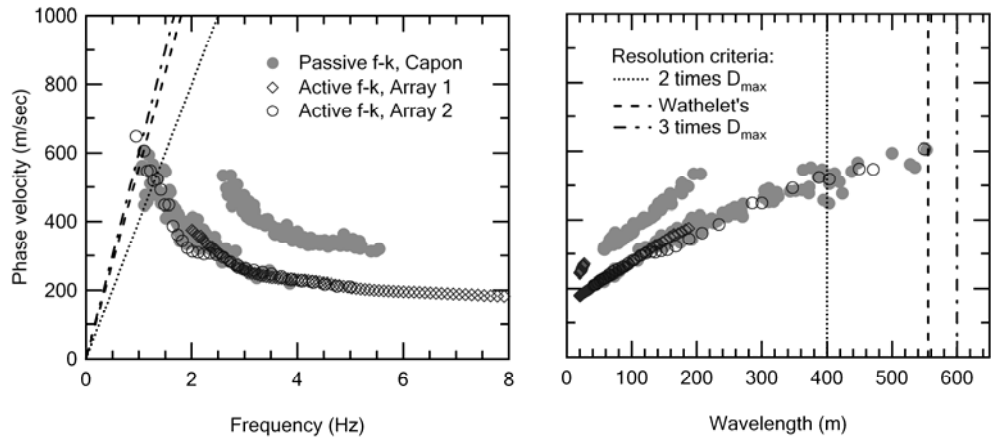 1000
800
600
400
200
0
Phase velocity (m/sec)
Passive f-k, Capon
Active f-k, Array 1
Active f-k, Array 2
0 2 4 6 8
Frequency (Hz)
Resolution criteria:
2 times Dmax
Wathelet's
3 times Dmax
0 100 200 300 400 500 600
Wavelength (m)